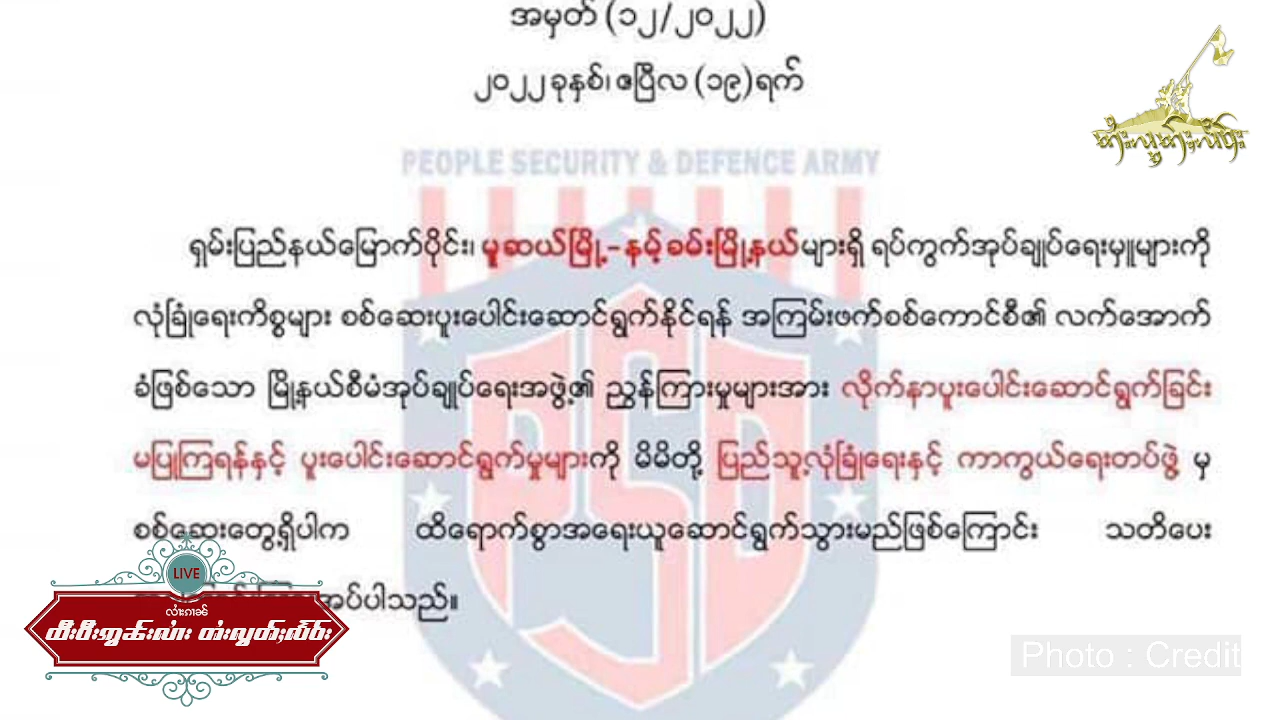 အမှတ် (၁၂/၂၀၂၂)
၂၀၂၂ခုနှစ်၊ ဧပြီလ (၁၉)ရက်
PEOPLE SECURITY & DEFENCE ARMY
ရှမ်းပြည်နယ်မြောက်ပိုင်း၊ မူဆယ်မြို့-နမ့်ခမ်းမြို့နယ်များရှိ ရပ်ကွက်အုပ်ချုပ်ရေးမှူများကို
လုံခြုံရေးကိစ္စများ စစ်ဆေးပူးပေါင်းဆောင်ရွက်နိုင်ရန် အကြမ်းဖက်စစ်ကောင်စီ၏ လက်အောက်
ခံဖြစ်သော မြို့နယ်စီမံအုပ်ချုပ်ရေးအဖွဲ့၏ ညွှန်ကြားမှုများအား လိုက်နာပူးပေါင်းဆောင်ရွက်ခြင်း
မပြုကြရန်နှင့် ပူးပေါင်းဆောင်ရွက်မှုများကို မိမိတို့ ပြည်သူ့လုံခြုံရေးနှင့် ကာကွယ်ရေးတပ်ဖွဲ့ မှ
စစ်ဆေးတွေ့ရှိပါက ထိရောက်စွာအရေးယူဆောင်ရွက်သွားမည်ဖြစ်ကြောင်း သတိပေး
အပ်ပါသည်။
PSD
LIVE
Photo : Credit